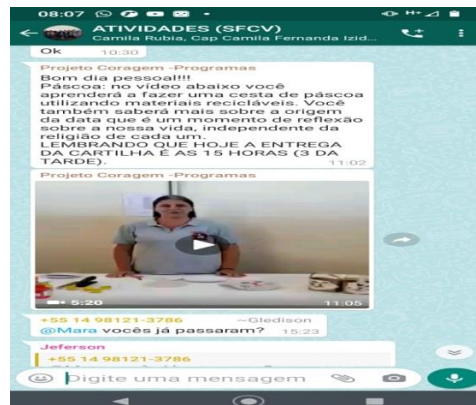 08:07
ATIVIDADES (SFCV)
Camila Rubia, Cap Camila Fernanda Izid...
Ok 10:30
Projeto Coragem -Programas
Bom dia pessoal!!!
Páscoa: no vídeo abaixo você
aprenderá a fazer uma cesta de páscoa
utilizando materiais recicláveis. Você
também saberá mais sobre a origem
da data que é um momento de reflexão
sobre a nossa vida, independente da
religião de cada um.
LEMBRANDO QUE HOJE A ENTREGA
DA CARTILHA É AS 15 HORAS (3 DA
TARDE). 11:02
Projeto Coragem -Programas
5:20 11:05
+55 14 98121-3786 ~Gledison
@Mara vocês já passaram? 15:23
Jeferson
+55 14 98121-3786
Digite uma mensagem